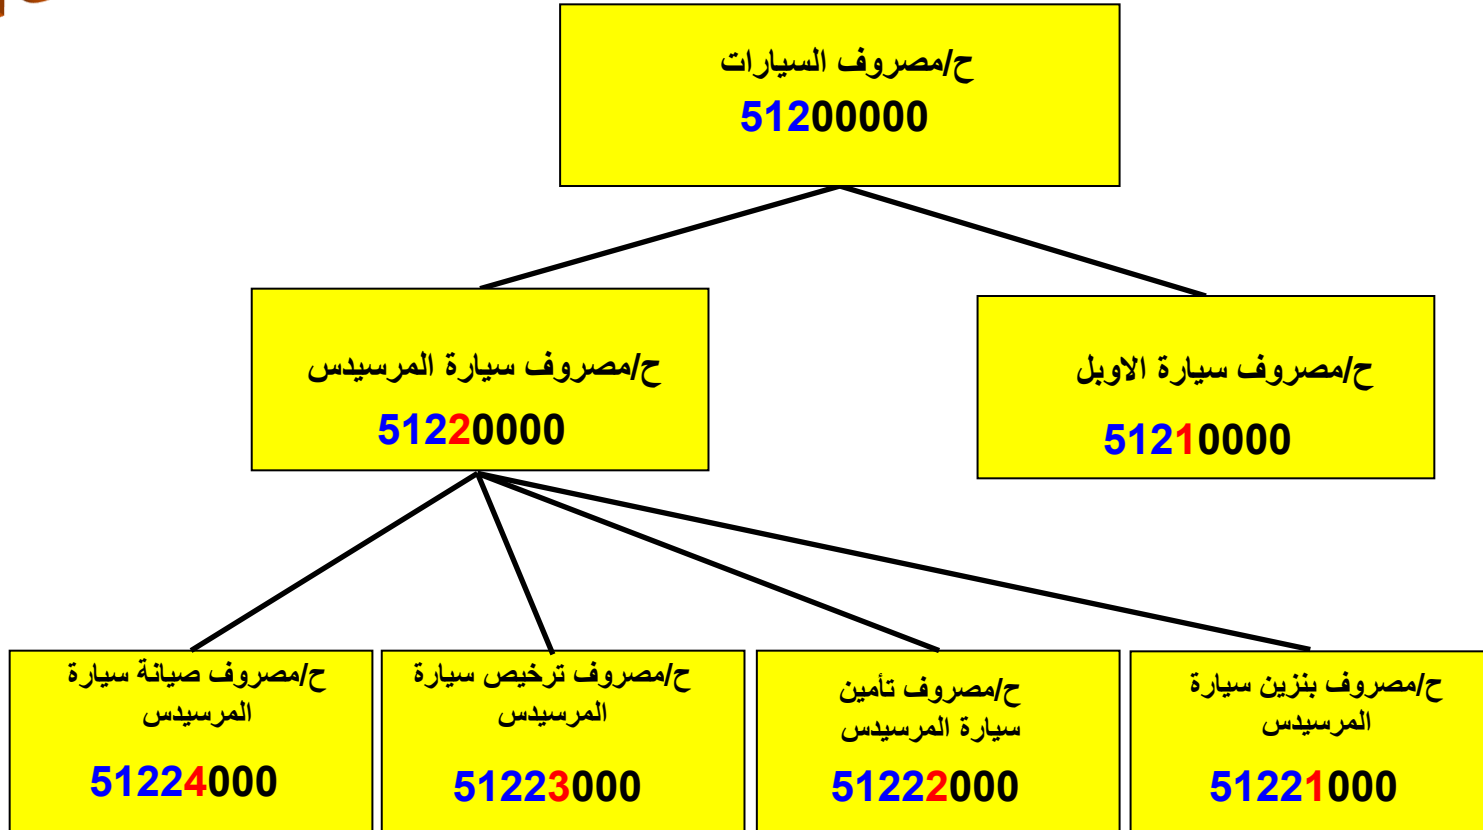 ح/مصروف السيارات
51200000
ح/مصروف سيارة الاوبل
51210000
ح/مصروف سيارة المرسيدس
51220000
ح/مصروف بنزين سيارة
المرسيدس
51221000
ح/مصروف تأمين
سيارة المرسيدس
51222000
ح/مصروف ترخيص سيارة
المرسيدس
51223000
ح/مصروف صيانة سيارة
المرسيدس
51224000